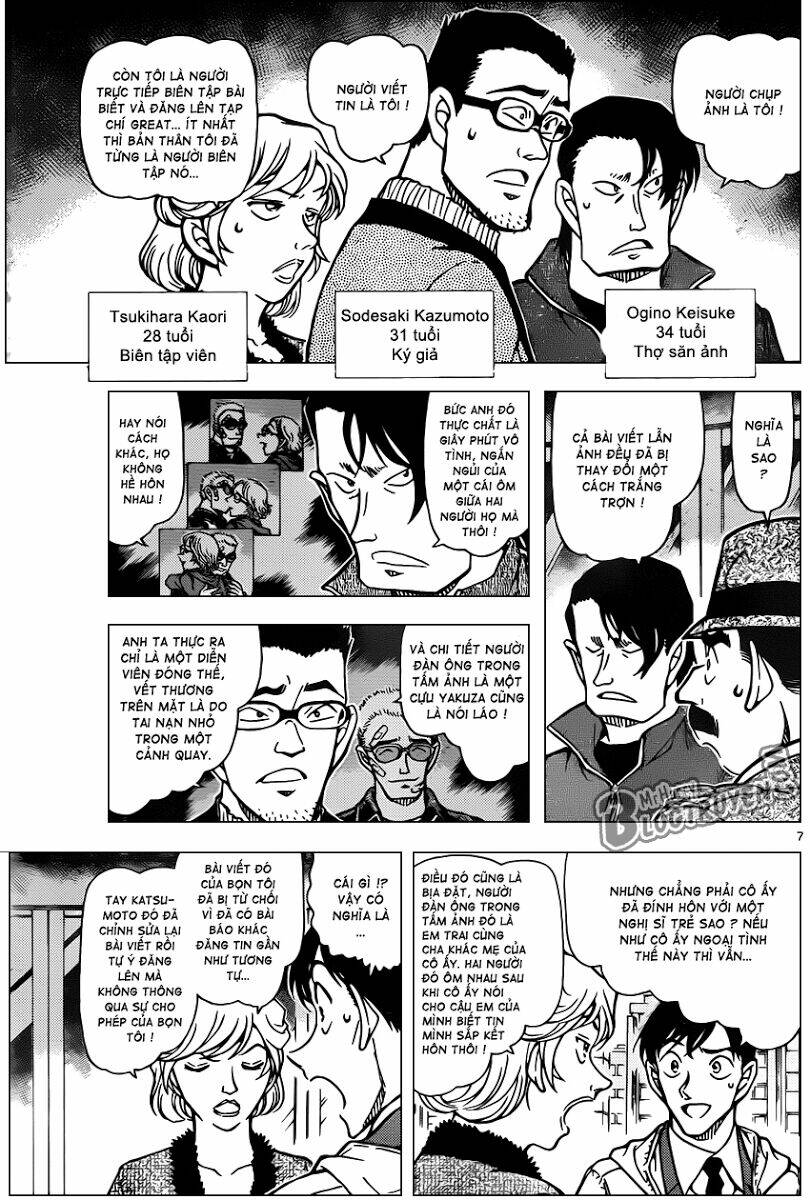 NGƯỜI CHỤP
ẢNH LÀ TÔI !
NGƯỜI VIẾT
TIN LÀ TÔI !
CÒN TÔI LÀ NGƯỜI
TRỰC TIẾP BIÊN TẬP BÀI
BIẾT VÀ ĐĂNG LÊN TẠP
CHÍ GREAT... ÍT NHẤT
THÌ BẢN THÂN TÔI ĐÃ
TỪNG LÀ NGƯỜI BIÊN
TẬP NÓ...
Ogino Keisuke
34 tuổi
Thợ săn ảnh
Sodesaki Kazumoto
31 tuổi
Ký giả
Tsukihara Kaori
28 tuổi
Biên tập viên
NGHĨA
LÀ
SAO
?
CẢ BÀI VIẾT LẪN
ẢNH ĐỀU ĐÃ BỊ
THAY ĐỔI MỘT
CÁCH TRẮNG
TRỢN !
BỨC ANH ĐÓ
THỰC CHẤT LÀ
GIÂY PHÚT VÔ
TÌNH, NGẮN
NGỦI CỦA
MỘT CÁI ÔM
GIỮA HAI
NGƯỜI HỌ MÀ
THÔI !
HAY NÓI
CÁCH
KHÁC, HỌ
KHÔNG
HỀ HÔN
NHAU !
VÀ CHI TIẾT NGƯỜI
ĐÀN ÔNG TRONG
TẤM ẢNH LÀ MỘT
CỰU YAKUZA CŨNG
LÀ NÓI LÁO !
ANH TA THỰC RA
CHỈ LÀ MỘT DIỄN
VIÊN ĐÓNG THẾ,
VẾT THƯƠNG
TRÊN MẶT LÀ DO
TAI NẠN NHỎ
TRONG MỘT
CẢNH QUAY.
BLOGTRUYEN
7
NHƯNG CHẲNG PHẢI CÔ ẤY
ĐÃ ĐÍNH HÔN VỚI MỘT
NGHỊ SĨ TRẺ SAO ? NẾU
NHƯ CÔ ẤY NGOẠI TÌNH
THẾ NÀY THÌ VẪN...
ĐIỀU ĐÓ CŨNG LÀ
BỊA ĐẶT, NGƯỜI
ĐÀN ÔNG TRONG
TẤM ẢNH ĐÓ LÀ
EM TRAI CÙNG
CHA KHÁC MẸ CỦA
CÔ ẤY. HAI NGƯỜI
ĐÓ ÔM NHAU SAU
KHI CÔ ẤY NÓI
CHO CẬU EM CỦA
MÌNH BIẾT TIN
MÌNH SẮP KẾT
HÔN THÔI !
CÁI GÌ !?
VẬY CÓ
NGHĨA LÀ
...
BÀI VIẾT ĐÓ
CỦA BỌN TÔI
ĐÃ BỊ TỪ CHỐI
VÌ ĐÃ CÓ BÀI
BÁO KHÁC
ĐĂNG TIN GẦN
NHƯ TƯƠNG
TỰ...
TAY KATSU-
MOTO ĐÓ ĐÃ
CHỈNH SỬA LẠI
BÀI VIẾT RỒI
TỰ Ý ĐĂNG
LÊN MÀ
KHÔNG THÔNG
QUA SỰ CHO
PHÉP CỦA BỌN TÔI !